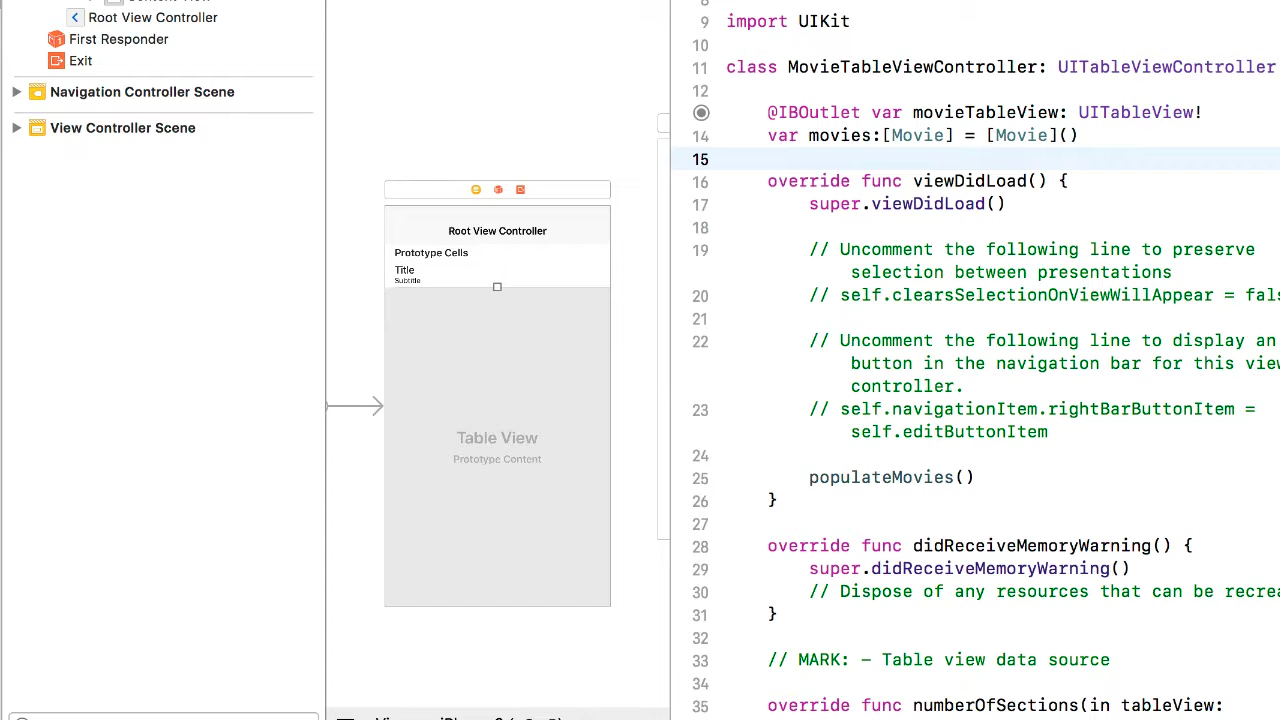 Root View Controller
First Responder
Exit
Navigation Controller Scene
View Controller Scene
Root View Controller
Prototype Cells
Title
Subtitle
Table View
Prototype Content
9 import UIKit
10
11 class MovieTableViewController: UITableViewController
12
@IBOutlet var movieTableView: UITableView!
14 var movies:[Movie] = [Movie]()
15
16 override func viewDidLoad() {
17 super.viewDidLoad()
18
19 // Uncomment the following line to preserve
selection between presentations
20 // self.clearsSelectionOnViewWillAppear =
21
22 // Uncomment the following line to display an
button in the navigation bar for this view
controller.
23 // self.navigationItem.rightBarButtonItem =
self.editButtonItem
24
25 populateMovies()
26 }
27
28 override func didReceiveMemoryWarning() {
29 super.didReceiveMemoryWarning()
30 // Dispose of any resources that can be
31 }
32
33 // MARK: - Table view data source
34
35 override func numberOfSections(in tableView: